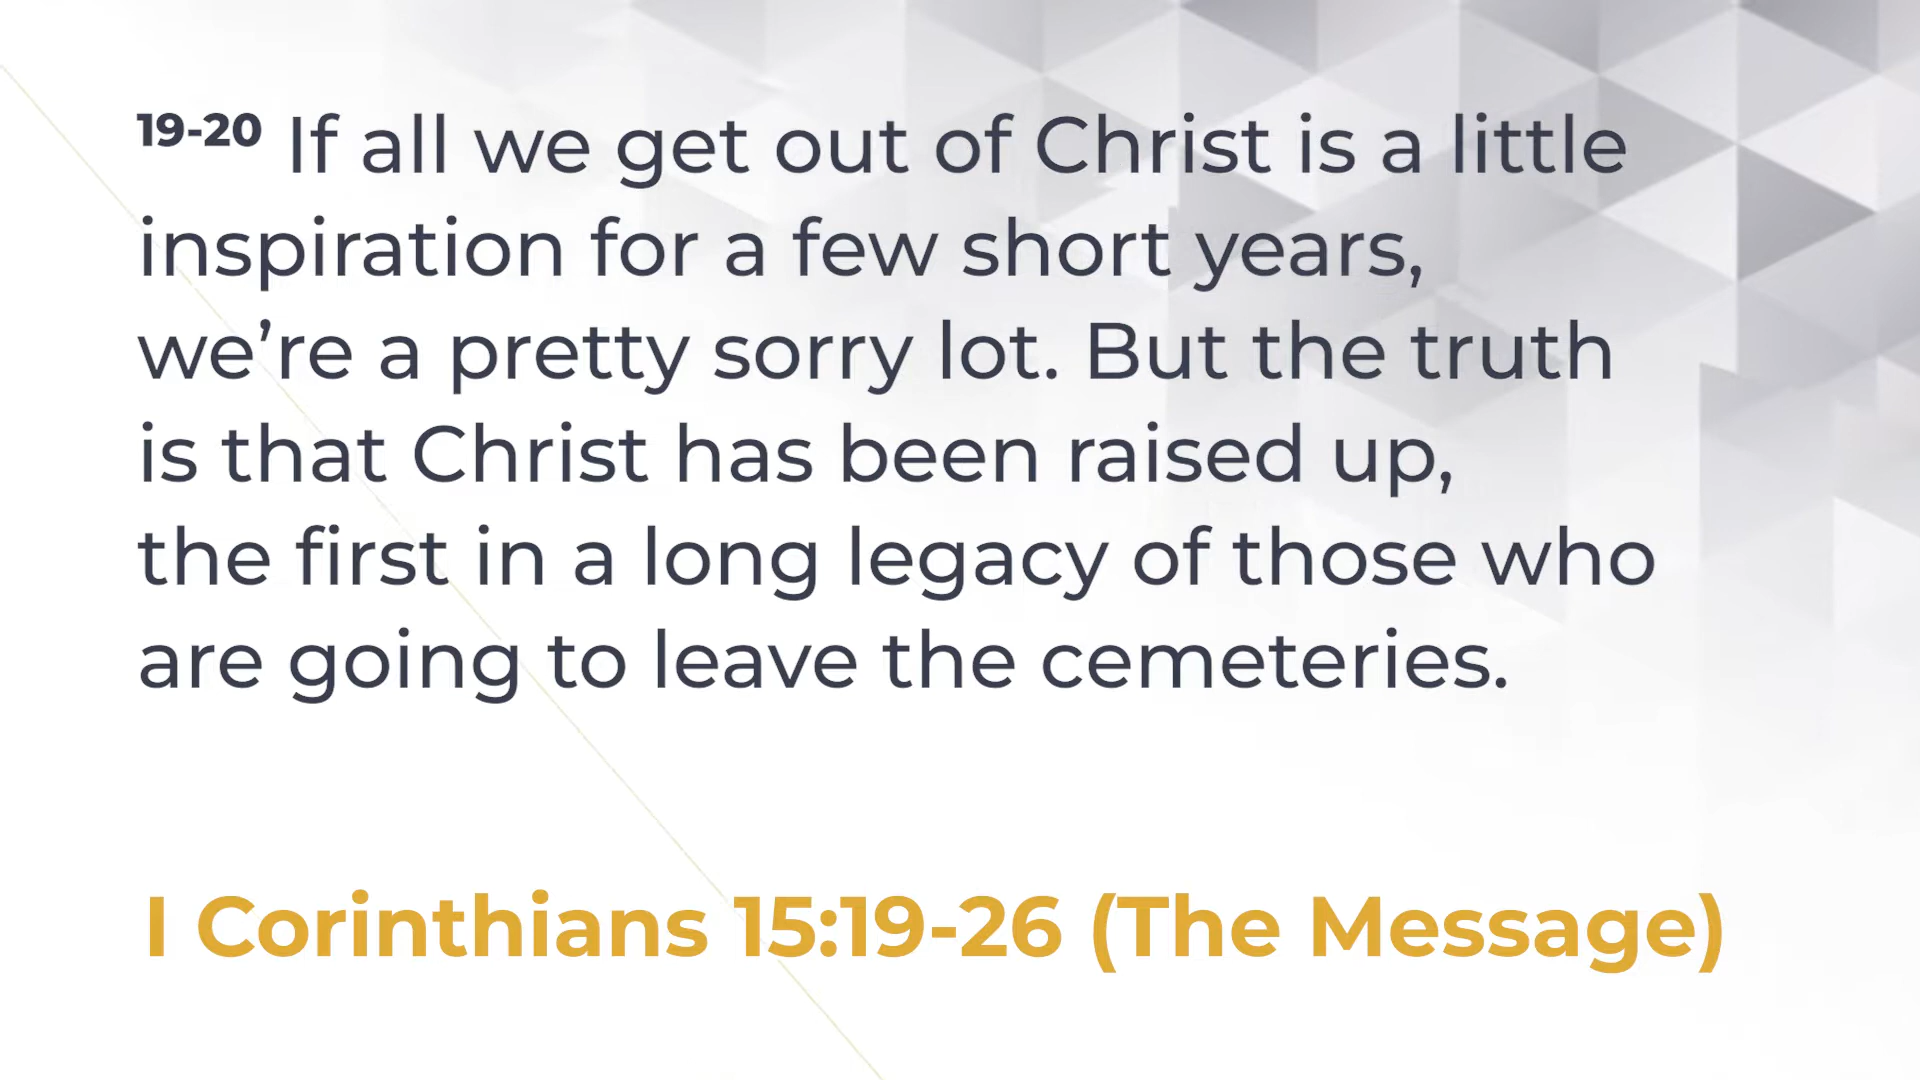 19-20 If all we get out of Christ is a little
inspiration for a few short years,
we’re a pretty sorry lot. But the truth
is that Christ has been raised up,
the first in a long legacy of those who
are going to leave the cemeteries.
I Corinthians 15:19-26 (The Message)